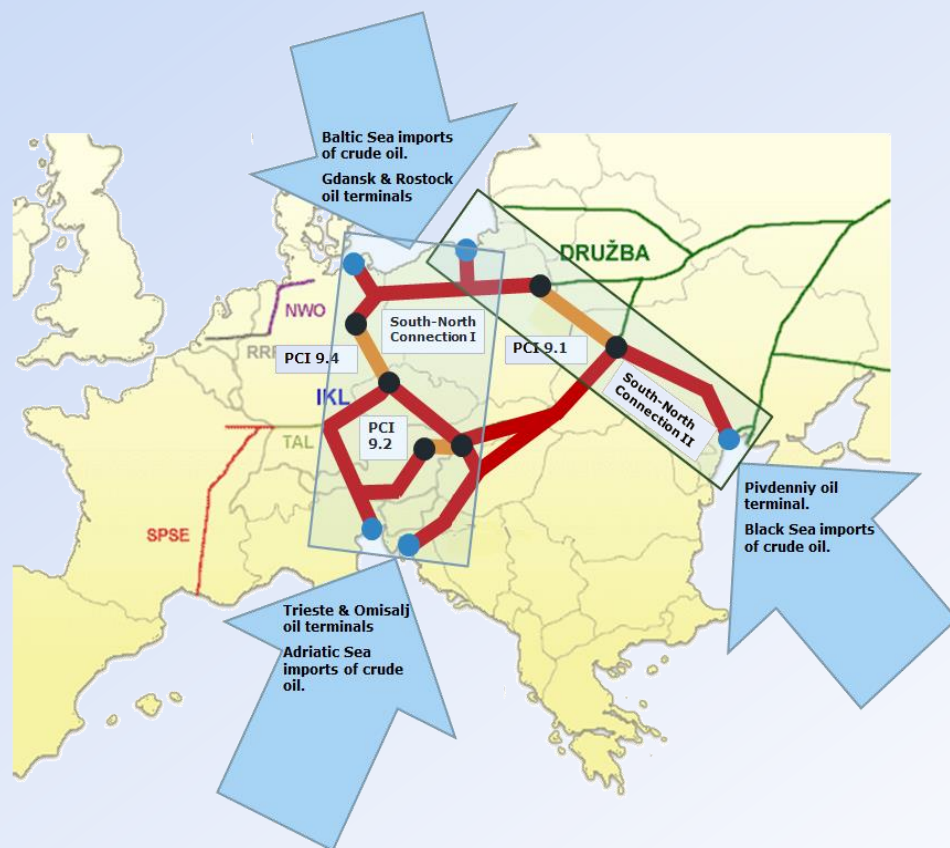 Baltic Sea imports
of crude oil.
Gdansk & Rostock
oil terminals
DRUŽBA
NWO
South-North
Connection I
PCI 9.4
PCI 9.1
IKL
South-North
Connection II
PCI
9.2
TAL
SPSE
Pivdenniy oil
terminal.
Black Sea imports
of crude oil.
Trieste & Omisalj
oil terminals
Adriatic Sea
imports of crude
oil.